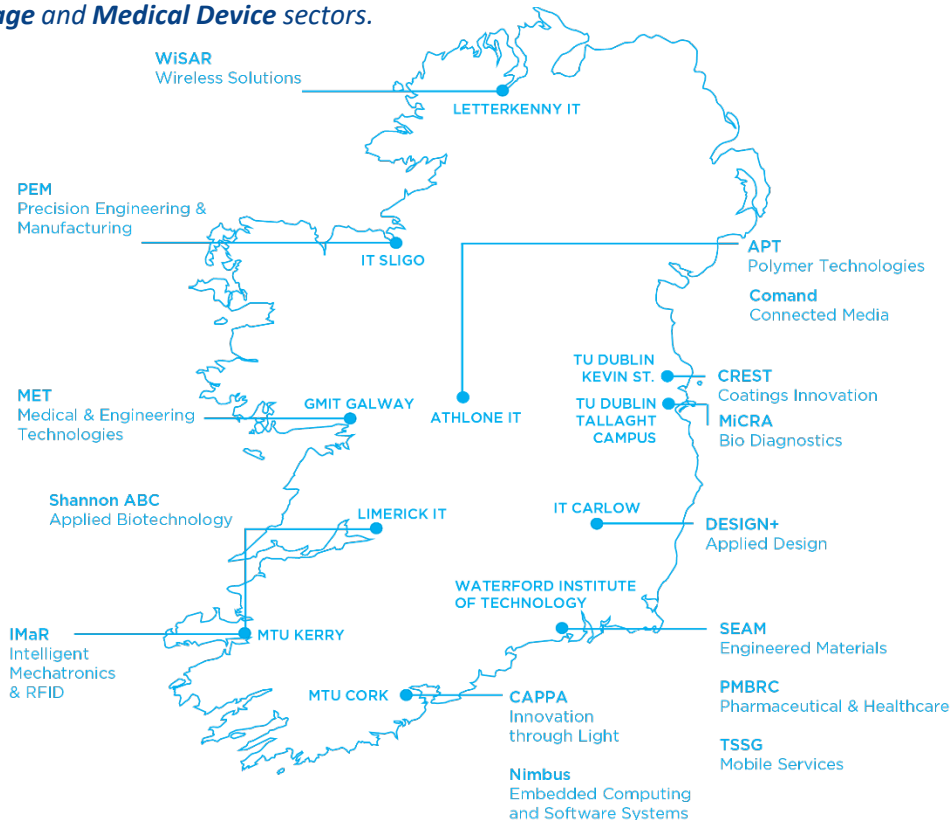 age and Medical Device sectors.
WiSAR
Wireless Solutions
LETTERKENNY IT
PEM
Precision Engineering &
Manufacturing
IT SLIGO
APT
Polymer Technologies
Comand
Connected Media
TU DUBLIN
KEVIN ST.
CREST
Coatings Innovation
MET
Medical & Engineering
Technologies
GMIT GALWAY
ATHLONE IT
TU DUBLIN
TALLAGHT
CAMPUS
MiCRA
Bio Diagnostics
Shannon ABC
Applied Biotechnology
LIMERICK IT
IT CARLOW
DESIGN+
Applied Design
WATERFORD INSTITUTE
OF TECHNOLOGY
IMaR
Intelligent
Mechatronics
& RFID
MTU KERRY
SEAM
Engineered Materials
MTU CORK
CAPPA
Innovation
through Light
PMBRC
Pharmaceutical & Healthcare
TSSG
Mobile Services
Nimbus
Embedded Computing
and Software Systems